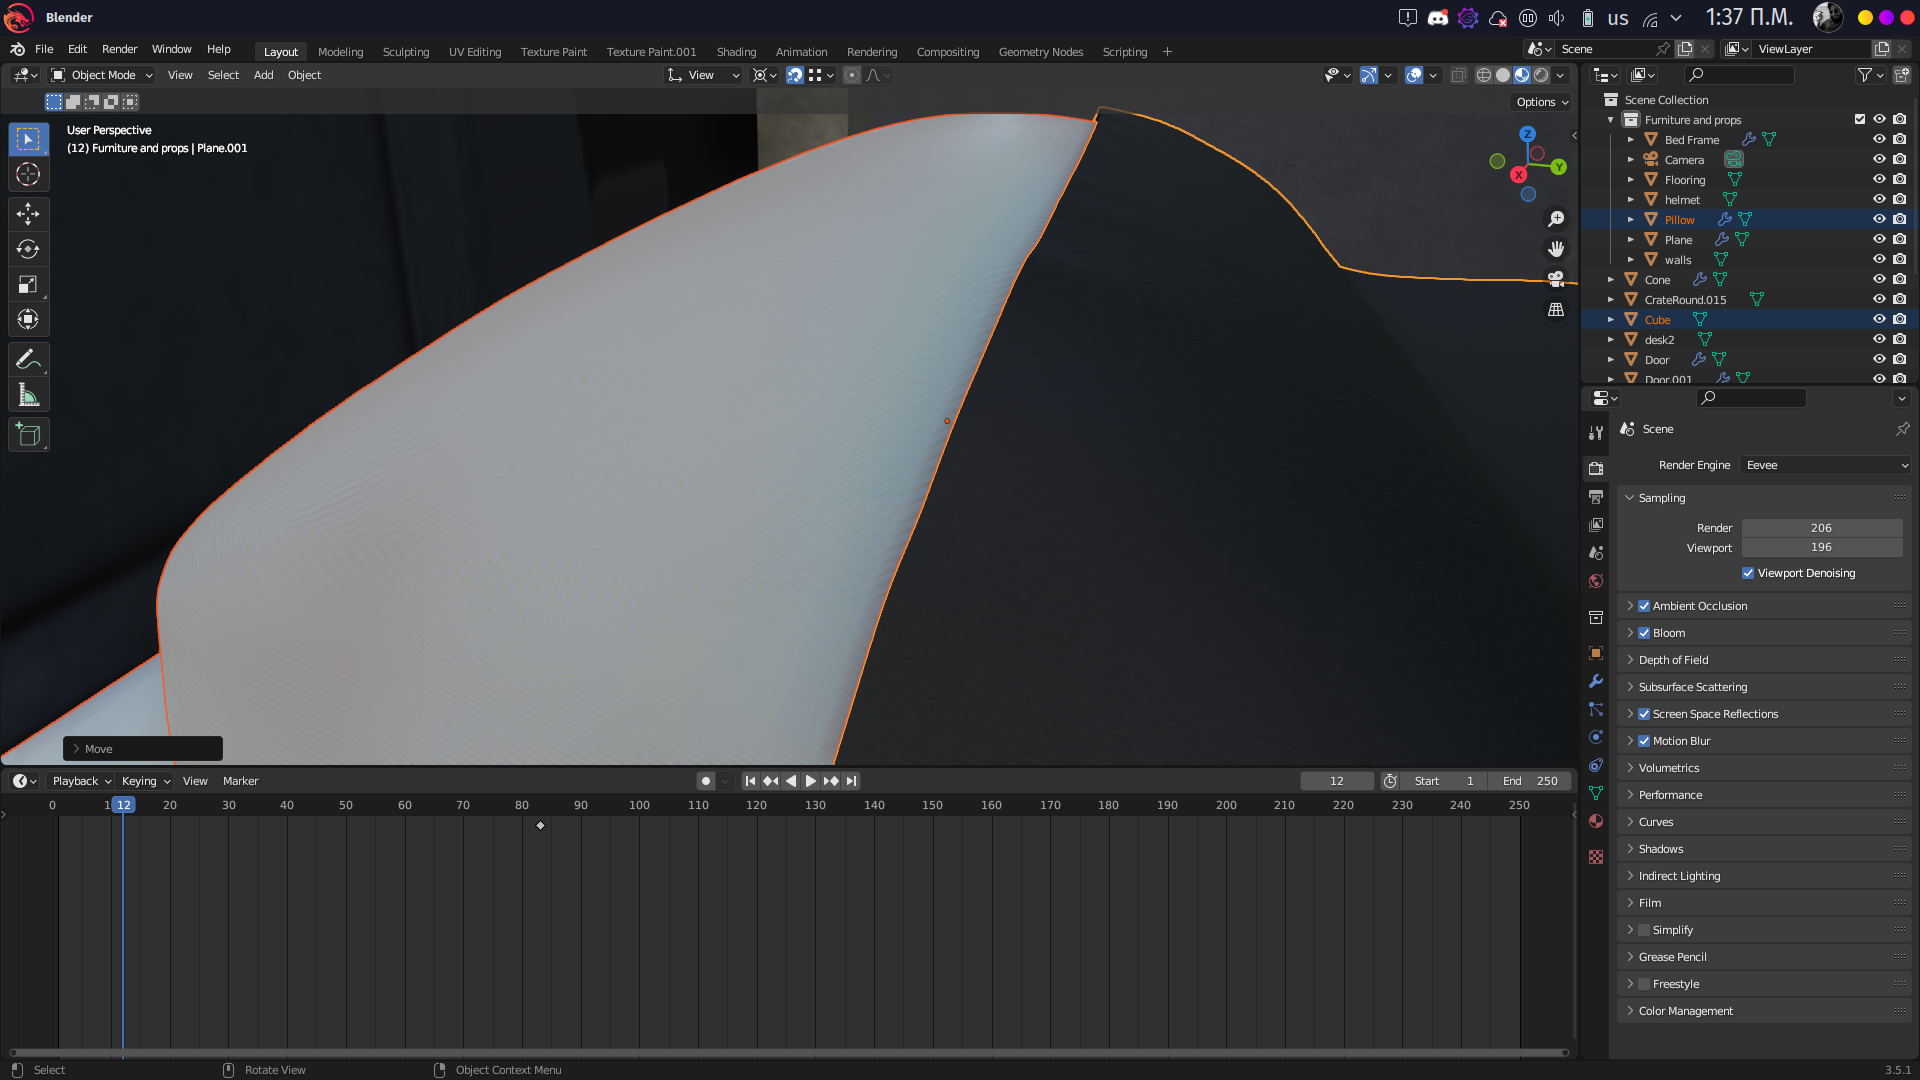 Blender
us
1:37 П.М.
File Edit Render Window Help
Layout Modeling Sculpting UV Editing Texture Paint Texture Paint.001 Shading Animation Rendering Compositing Geometry Nodes Scripting +
Scene
ViewLayer
Object Mode View Select Add Object
View
Options
User Perspective
(12) Furniture and props | Plane.001
Z
Y
X
Move
Scene Collection
Furniture and props
Bed Frame
Camera
Flooring
helmet
Pillow
Plane
walls
Cone
CrateRound.015
Cube
desk2
Door
Door.001
Scene
Render Engine Eevee
Sampling
Render 206
Viewport 196
Viewport Denoising
Ambient Occlusion
Bloom
Depth of Field
Subsurface Scattering
Screen Space Reflections
Motion Blur
Volumetrics
Performance
Curves
Shadows
Indirect Lighting
Film
Simplify
Grease Pencil
Freestyle
Color Management
Playback Keying View Marker
12 Start 1 End 250
0 12 20 30 40 50 60 70 80 90 100 110 120 130 140 150 160 170 180 190 200 210 220 230 240 250
Select Rotate View Object Context Menu
3.5.1